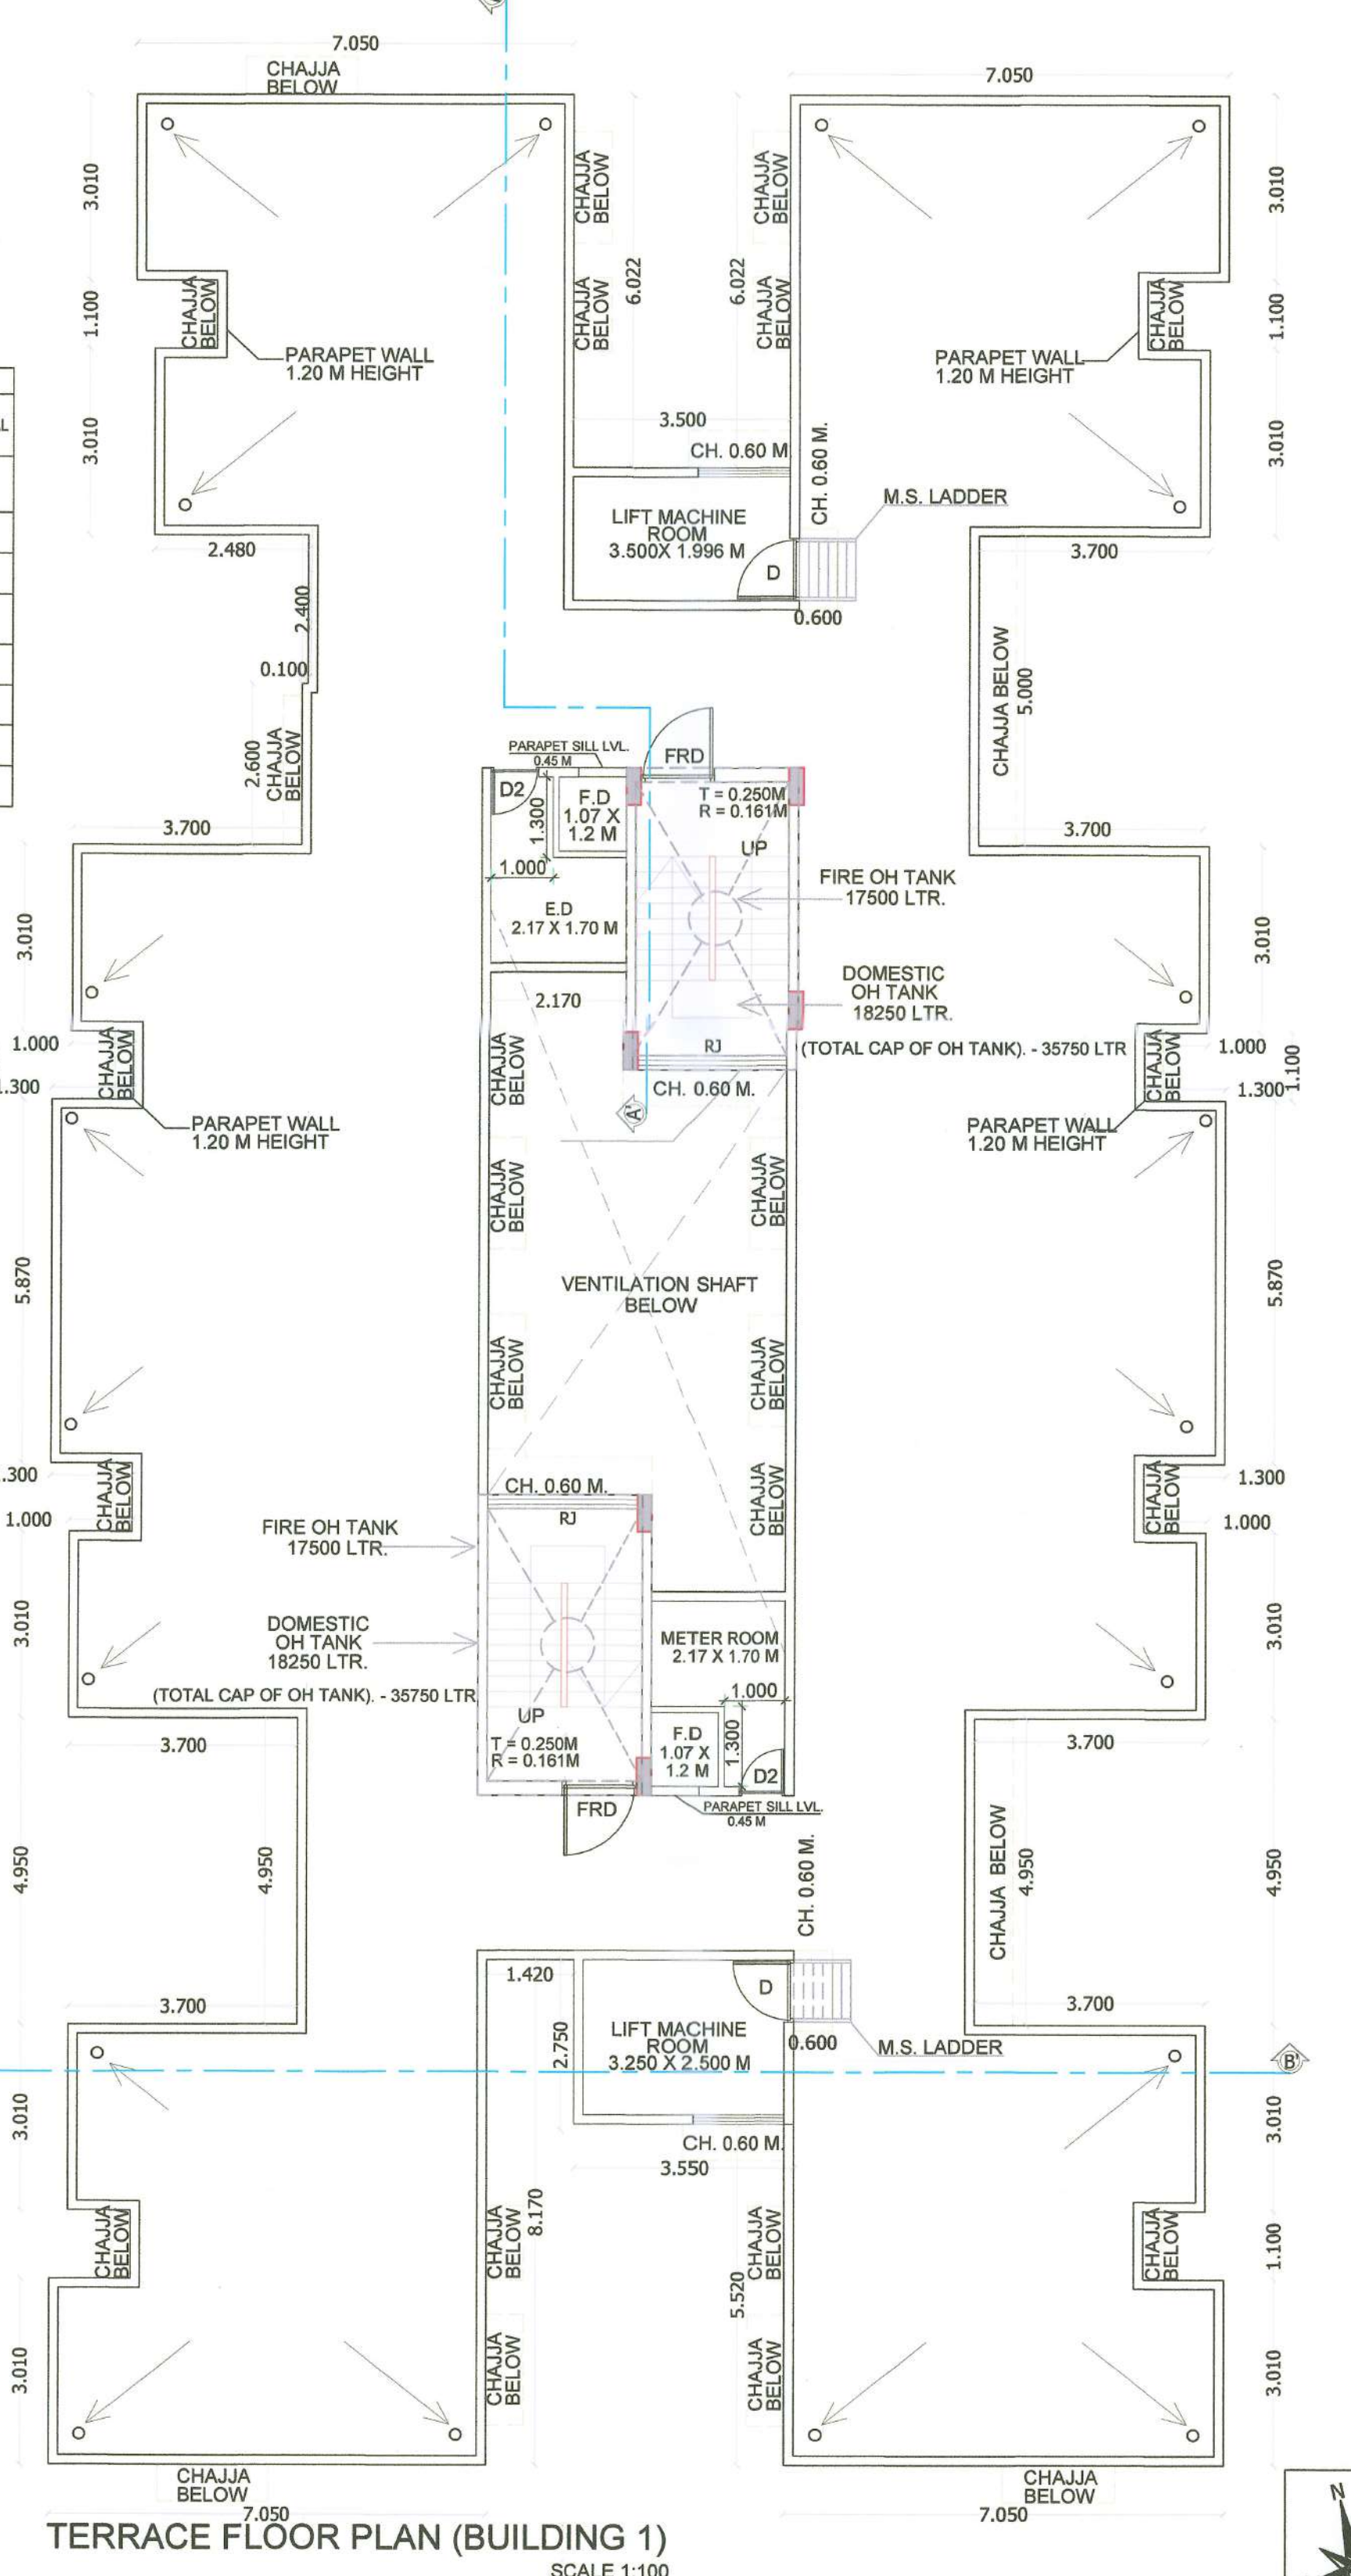 7.050
CHAJJA
BELOW
7.050
3.010
CHAJJA
BELOW
CHAJJA
BELOW
3.010
6.022
6.022
1.100
CHAJJA
BELOW
CHAJJA
BELOW
CHAJJA
BELOW
CHAJJA
BELOW
1.100
PARAPET WALL
1.20 M HEIGHT
PARAPET WALL
1.20 M HEIGHT
3.010
3.500
CH. 0.60 M
CH. 0.60 M.
3.010
M.S. LADDER
LIFT MACHINE
ROOM
3.500X 1.996 M
D
2.480
3.700
2.400
0.600
0.100
CHAJJA BELOW
5.000
2.600
CHAJJA
BELOW
PARAPET SILL LVL.
0.45 M
FRD
D2
1.300
F.D
1.07 X
1.2 M
T = 0.250M
R = 0.161M
UP
3.700
3.700
1.000
FIRE OH TANK
17500 LTR.
E.D
2.17 X 1.70 M
3.010
3.010
DOMESTIC
OH TANK
18250 LTR.
2.170
1.000
CHAJJA
BELOW
CHAJJA
BELOW
RJ
(TOTAL CAP OF OH TANK). - 35750 LTR
CHAJJA
BELOW
1.000
1.100
.300
CH. 0.60 M.
1.300
A'
PARAPET WALL
1.20 M HEIGHT
PARAPET WALL
1.20 M HEIGHT
CHAJJA
BELOW
CHAJJA
BELOW
5.870
VENTILATION SHAFT
BELOW
5.870
CHAJJA
BELOW
CHAJJA
BELOW
.300
CHAJJA
BELOW
CH. 0.60 M.
CHAJJA
BELOW
CHAJJA
BELOW
1.300
1.000
RJ
1.000
FIRE OH TANK
17500 LTR.
3.010
DOMESTIC
OH TANK
18250 LTR.
METER ROOM
2.17 X 1.70 M
3.010
(TOTAL CAP OF OH TANK). - 35750 LTR
1.000
UP
T = 0.250M
R = 0.161M
F.D
1.07 X
1.2 M
1.300
D2
3.700
3.700
FRD
PARAPET SILL LVL.
0.45 M
4.950
4.950
CH. 0.60 M.
CHAJJA BELOW
4.950
4.950
1.420
D
3.700
3.700
2.750
LIFT MACHINE
ROOM
3.250 X 2.500 M
0.600
M.S. LADDER
B'
3.010
3.010
CH. 0.60 M.
3.550
CHAJJA
BELOW
CHAJJA
BELOW
8.170
CHAJJA
BELOW
CHAJJA
BELOW
1.100
5.520
3.010
CHAJJA
BELOW
CHAJJA
BELOW
3.010
CHAJJA
BELOW
7.050
CHAJJA
BELOW
7.050
TERRACE FLOOR PLAN (BUILDING 1)
SCALE 1:100
N